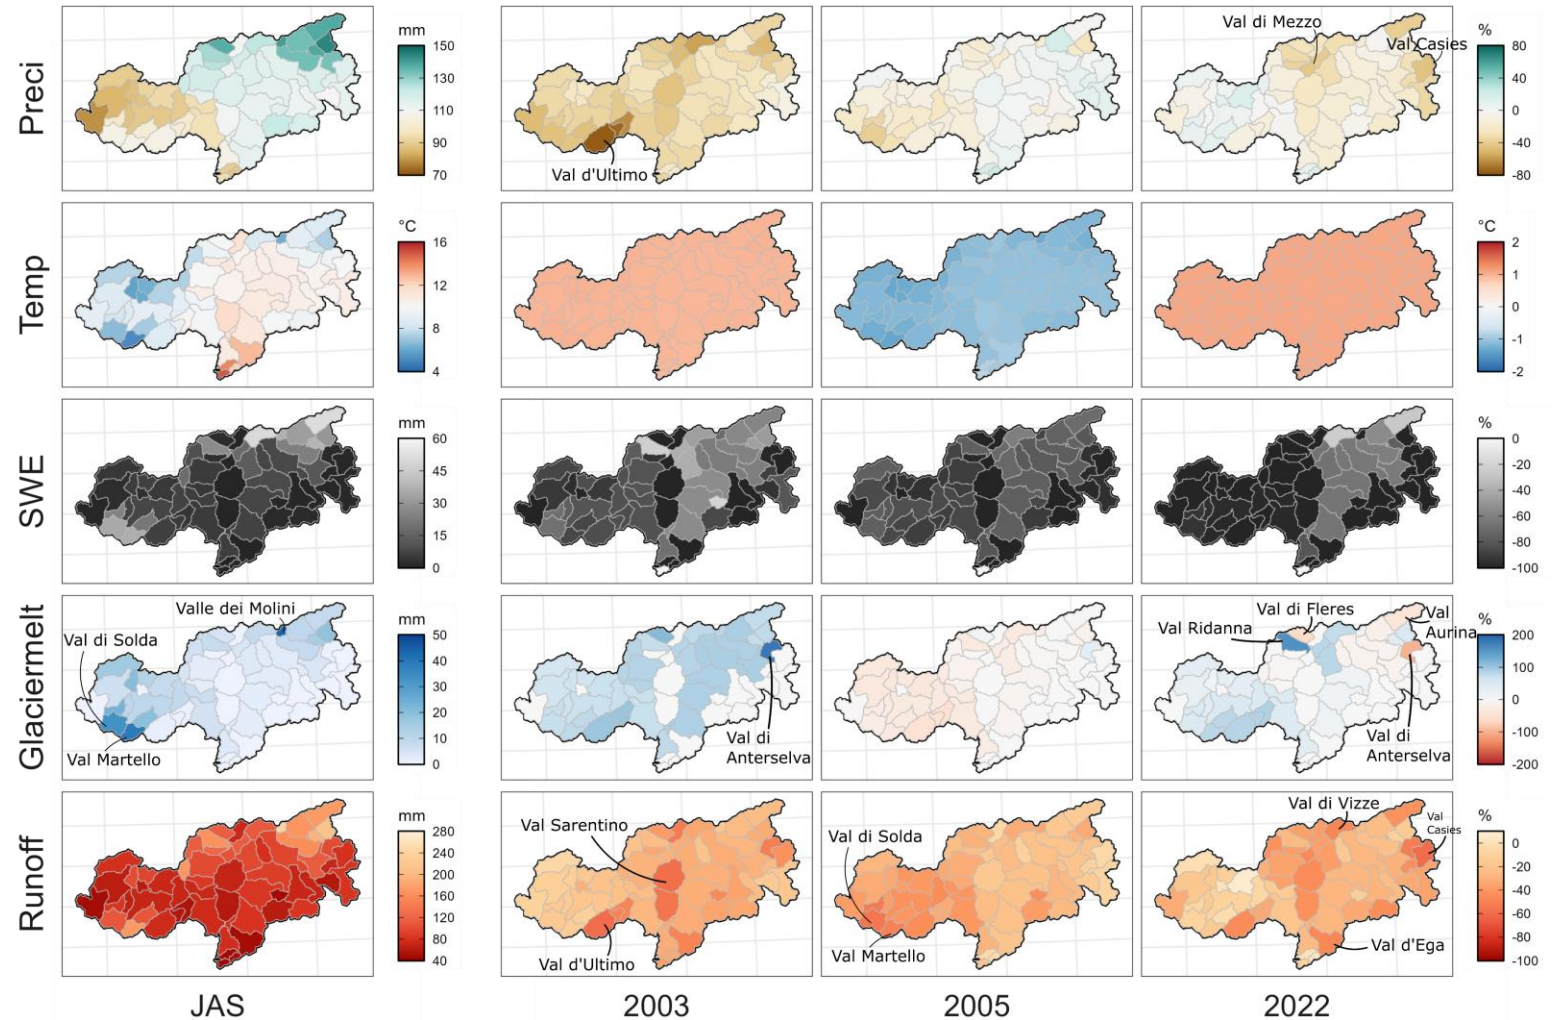 Preci
mm
150
130
110
90
70
Val d'Ultimo
Val di Mezzo
Val Casies
%
80
40
0
-40
-80
Temp
°C
16
12
8
4
°C
2
1
0
-1
-2
SWE
mm
60
45
30
15
0
%
0
-20
-40
-60
-80
-100
Glaciermelt
Valle dei Molini
Val di Solda
Val Martello
mm
50
40
30
20
10
0
Val di
Anterselva
Val di Fleres
Val Ridanna
Val
Aurina
Val di
Anterselva
%
200
100
0
-100
-200
Runoff
mm
280
240
200
160
120
80
40
Val Sarentino
Val d'Ultimo
Val di Solda
Val Martello
Val di Vizze
Val
Casies
Val d'Ega
%
0
-20
-40
-60
-80
-100
JAS
2003
2005
2022